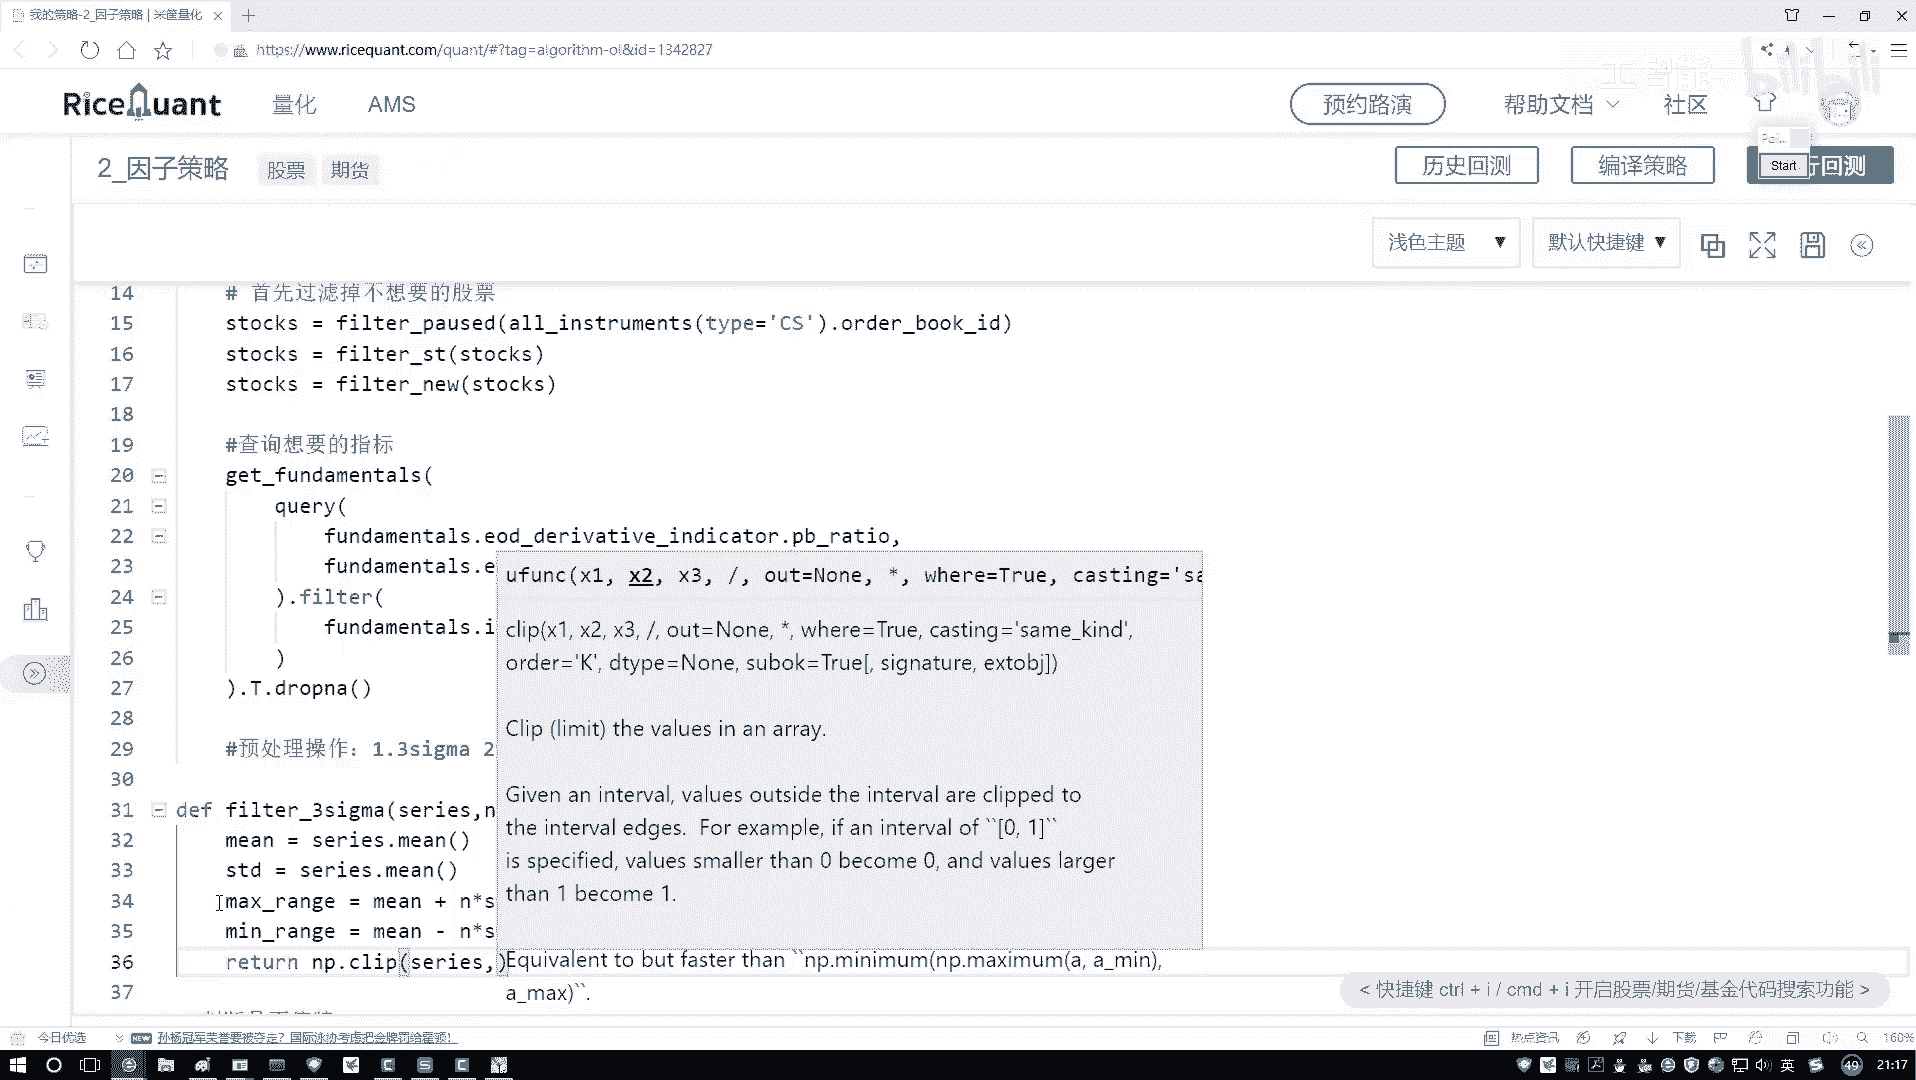 我的策略-2_因子策略 | 米筐量化
https://www.ricequant.com/quant/#?tag=algorithm-ol&id=1342827
bilibili
RiceQuant
量化
AMS
预约路演
帮助文档
社区
2_因子策略
股票
期货
历史回测
编译策略
Start
行回测
浅色主题
默认快捷键
14 # 首先过滤掉不想要的股票
15 stocks = filter_paused(all_instruments(type='CS').order_book_id)
16 stocks = filter_st(stocks)
17 stocks = filter_new(stocks)
18
19 #查询想要的指标
20 get_fundamentals(
21 query(
22 fundamentals.eod_derivative_indicator.pb_ratio,
23 fundamentals.e
24 ).filter(
25 fundamentals.i
26 )
27 ).T.dropna()
28
29 #预处理操作：1.3sigma 2
30
31 def filter_3sigma(series,n
32 mean = series.mean()
33 std = series.mean()
34 max_range = mean + n*s
35 min_range = mean - n*s
36 return np.clip(series,)
37
ufunc(x1, x2, x3, /, out=None, *, where=True, casting='sa
clip(x1, x2, x3, /, out=None, *, where=True, casting='same_kind',
order='K', dtype=None, subok=True[, signature, extobj])
Clip (limit) the values in an array.
Given an interval, values outside the interval are clipped to
the interval edges.  For example, if an interval of ``[0, 1]``
is specified, values smaller than 0 become 0, and values larger
than 1 become 1.
Equivalent to but faster than ``np.minimum(np.maximum(a, a_min),
a_max)``.
< 快捷键 ctrl + i / cmd + i 开启股票/期货/基金代码搜索功能 >
今日优选
NEW
孙杨冠军荣誉要被夺走？国际泳协考虑把金牌罚给霍顿！
热点资讯
下载
160%
英
49
21:17